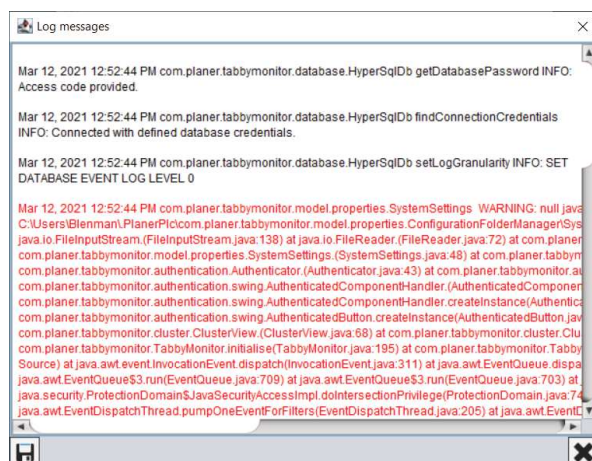 Log messages
Mar 12, 2021 12:52:44 PM com.planer.tabbymonitor.database.HyperSqlDb getDatabasePassword INFO:
Access code provided.
Mar 12, 2021 12:52:44 PM com.planer.tabbymonitor.database.HyperSqlDb findConnectionCredentials
INFO: Connected with defined database credentials.
Mar 12, 2021 12:52:44 PM com.planer.tabbymonitor.database.HyperSqlDb setLogGranularity INFO: SET
DATABASE EVENT LOG LEVEL 0
Mar 12, 2021 12:52:44 PM com.planer.tabbymonitor.model.properties.SystemSettings WARNING: null java
C:\Users\Blenman\.PlanerPlc\com.planer.tabbymonitor.model.properties.ConfigurationFolderManager\Sys
java.io.FileInputStream.(FileInputStream.java:138) at java.io.FileReader.(FileReader.java:72) at com.planer
com.planer.tabbymonitor.model.properties.SystemSettings.(SystemSettings.java:48) at com.planer.tabbym
com.planer.tabbymonitor.authentication.Authenticator.(Authenticator.java:43) at com.planer.tabbymonitor.au
com.planer.tabbymonitor.authentication.swing.AuthenticatedComponentHandler.(AuthenticatedComponen
com.planer.tabbymonitor.authentication.swing.AuthenticatedComponentHandler.createInstance(Authentica
com.planer.tabbymonitor.authentication.swing.AuthenticatedButton.createInstance(AuthenticatedButton.jav
com.planer.tabbymonitor.cluster.ClusterView.(ClusterView.java:68) at com.planer.tabbymonitor.cluster.Clu
com.planer.tabbymonitor.TabbyMonitor.initialise(TabbyMonitor.java:195) at com.planer.tabbymonitor.Tabby
Source) at java.awt.event.InvocationEvent.dispatch(InvocationEvent.java:311) at java.awt.EventQueue.dispa
java.awt.EventQueue$3.run(EventQueue.java:709) at java.awt.EventQueue$3.run(EventQueue.java:703) at
java.security.ProtectionDomain$JavaSecurityAccessImpl.doIntersectionPrivilege(ProtectionDomain.java:74
java.awt.EventDispatchThread.pumpOneEventForFilters(EventDispatchThread.java:205) at java.awt.EventD